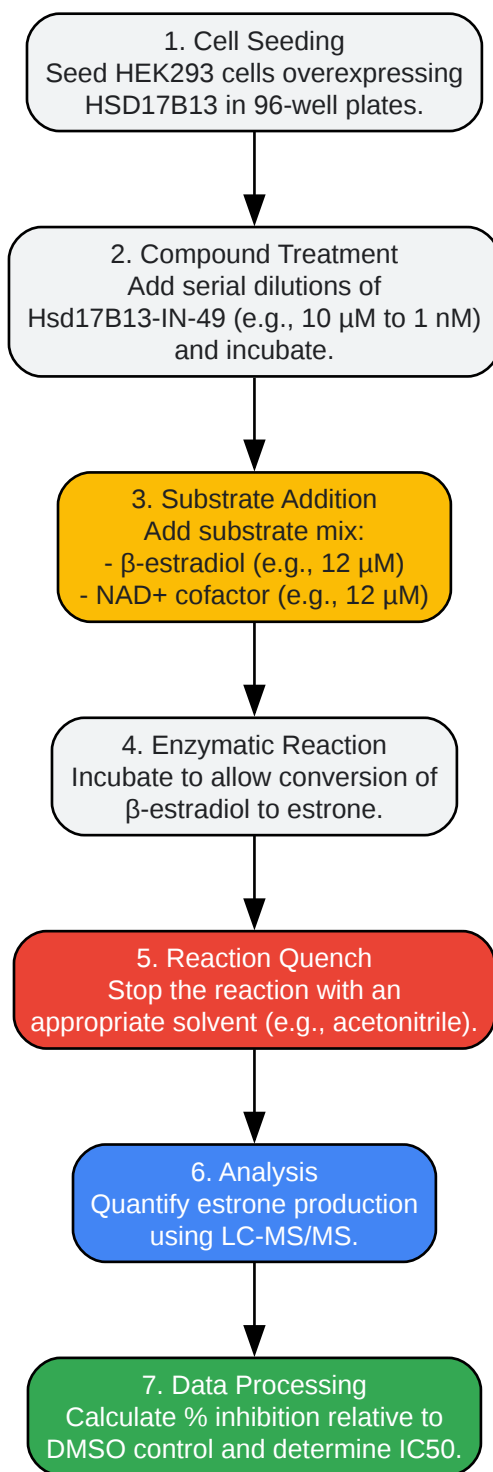 1. Cell Seeding
Seed HEK293 cells overexpressing
HSD17B13 in 96-well plates.
2. Compound Treatment
Add serial dilutions of
Hsd17B13-IN-49 (e.g., 10 µM to 1 nM)
and incubate.
3. Substrate Addition
Add substrate mix:
- β-estradiol (e.g., 12 µM)
- NAD+ cofactor (e.g., 12 µM)
4. Enzymatic Reaction
Incubate to allow conversion of
β-estradiol to estrone.
5. Reaction Quench
Stop the reaction with an
appropriate solvent (e.g., acetonitrile).
6. Analysis
Quantify estrone production
using LC-MS/MS.
7. Data Processing
Calculate % inhibition relative to
DMSO control and determine IC50.